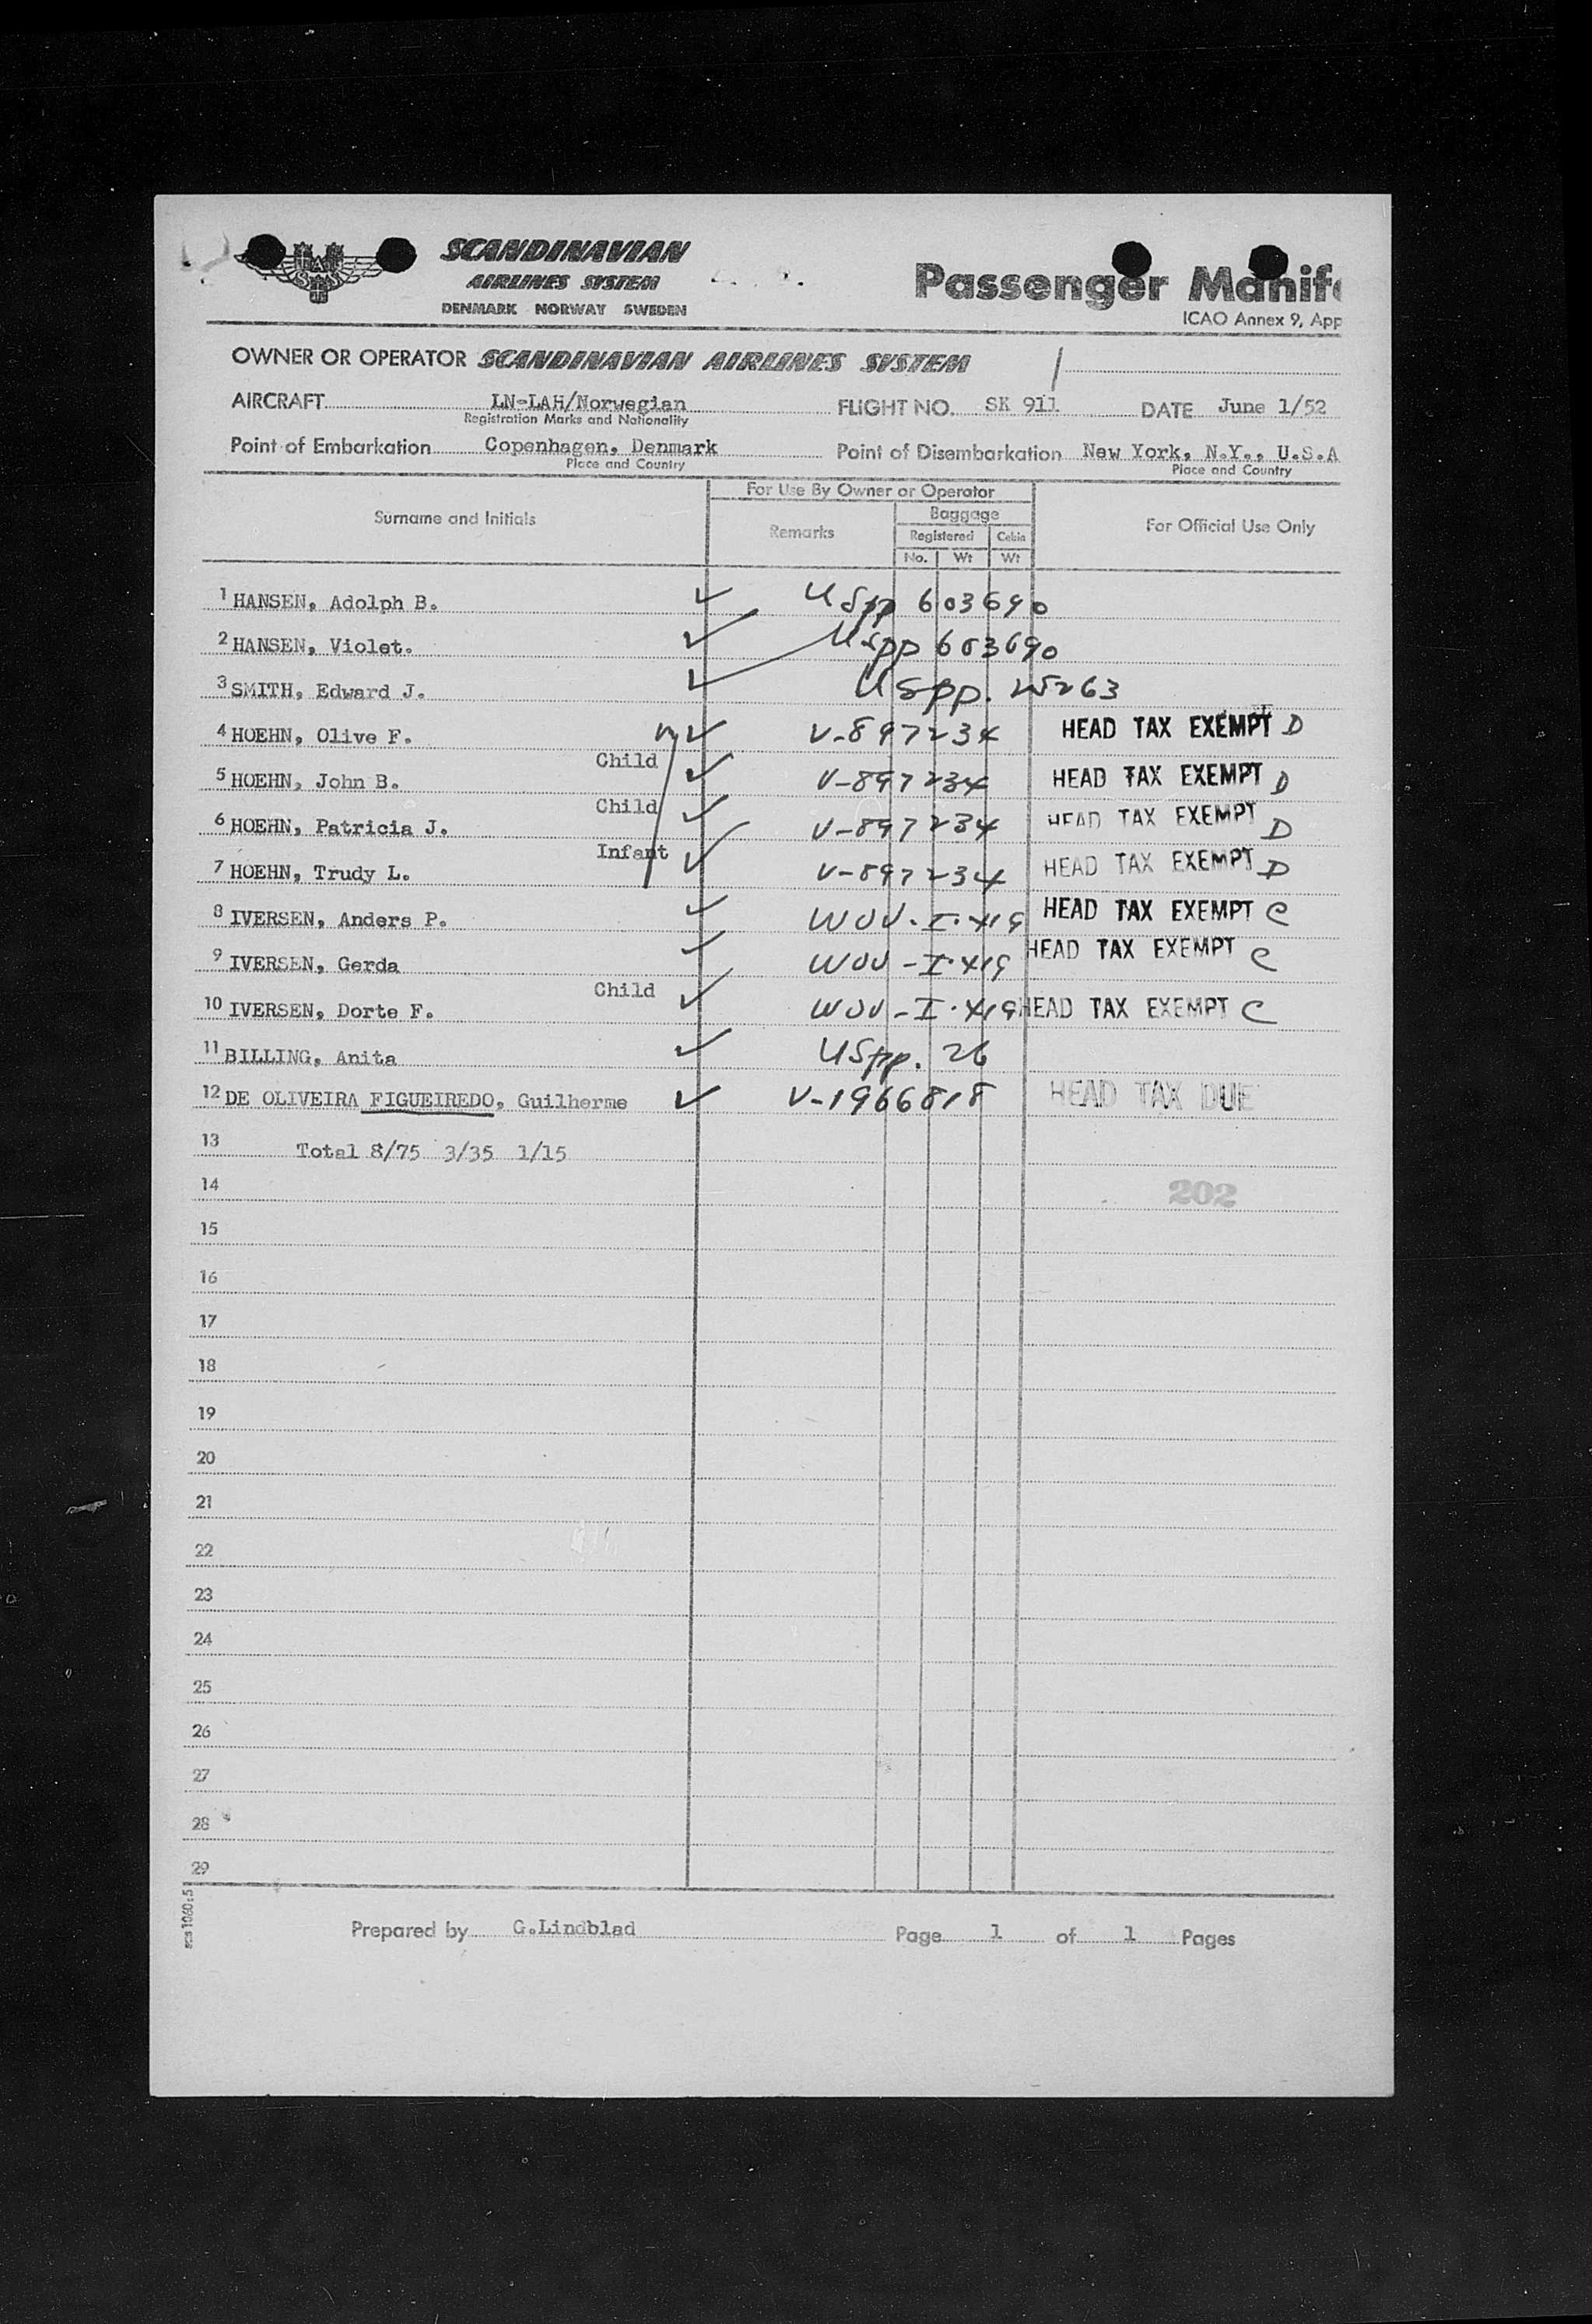 SCANDINAVIAN
AIRLINES SYSTEM
DENMARK NORWAY SWEDEN
Passenger Manif
ICAO Annex 9, App
OWNER OR OPERATOR SCANDINAVIAN AIRLINES SYSTEM
AIRCRAFT LN-LAH/Norwegian FLIGHT NO. SK 911 DATE June 1/52
Registration Marks and Nationality
Point of Embarkation Copenhagen, Denmark Point of Disembarkation New York, N.Y., U.S.A
Place and Country Place and Country
For Use By Owner or Operator
Surname and Initials Remarks Baggage For Official Use Only
Registered Cabin
No. Wt Wt
1 HANSEN, Adolph B. USpp 603690
2 HANSEN, Violet. USpp 603690
3 SMITH, Edward J. USpp. 25263
4 HOEHN, Olive F. V-897234 HEAD TAX EXEMPT D
Child
5 HOEHN, John B. V-897234 HEAD TAX EXEMPT D
Child
6 HOEHN, Patricia J. V-897234 HEAD TAX EXEMPT D
Infant
7 HOEHN, Trudy L. V-897234 HEAD TAX EXEMPT D
8 IVERSEN, Anders P. HEAD TAX EXEMPT C
9 IVERSEN, Gerda HEAD TAX EXEMPT C
Child
10 IVERSEN, Dorte F. HEAD TAX EXEMPT C
11 BILLING, Anita USpp. 26
12 DE OLIVEIRA FIGUEIREDO, Guilherme V-1966818 HEAD TAX DUE
13 Total 8/75 3/35 1/15
14 202
15
16
17
18
19
20
21
22
23
24
25
26
27
28
29
Prepared by G.Lindblad Page 1 of 1 Pages